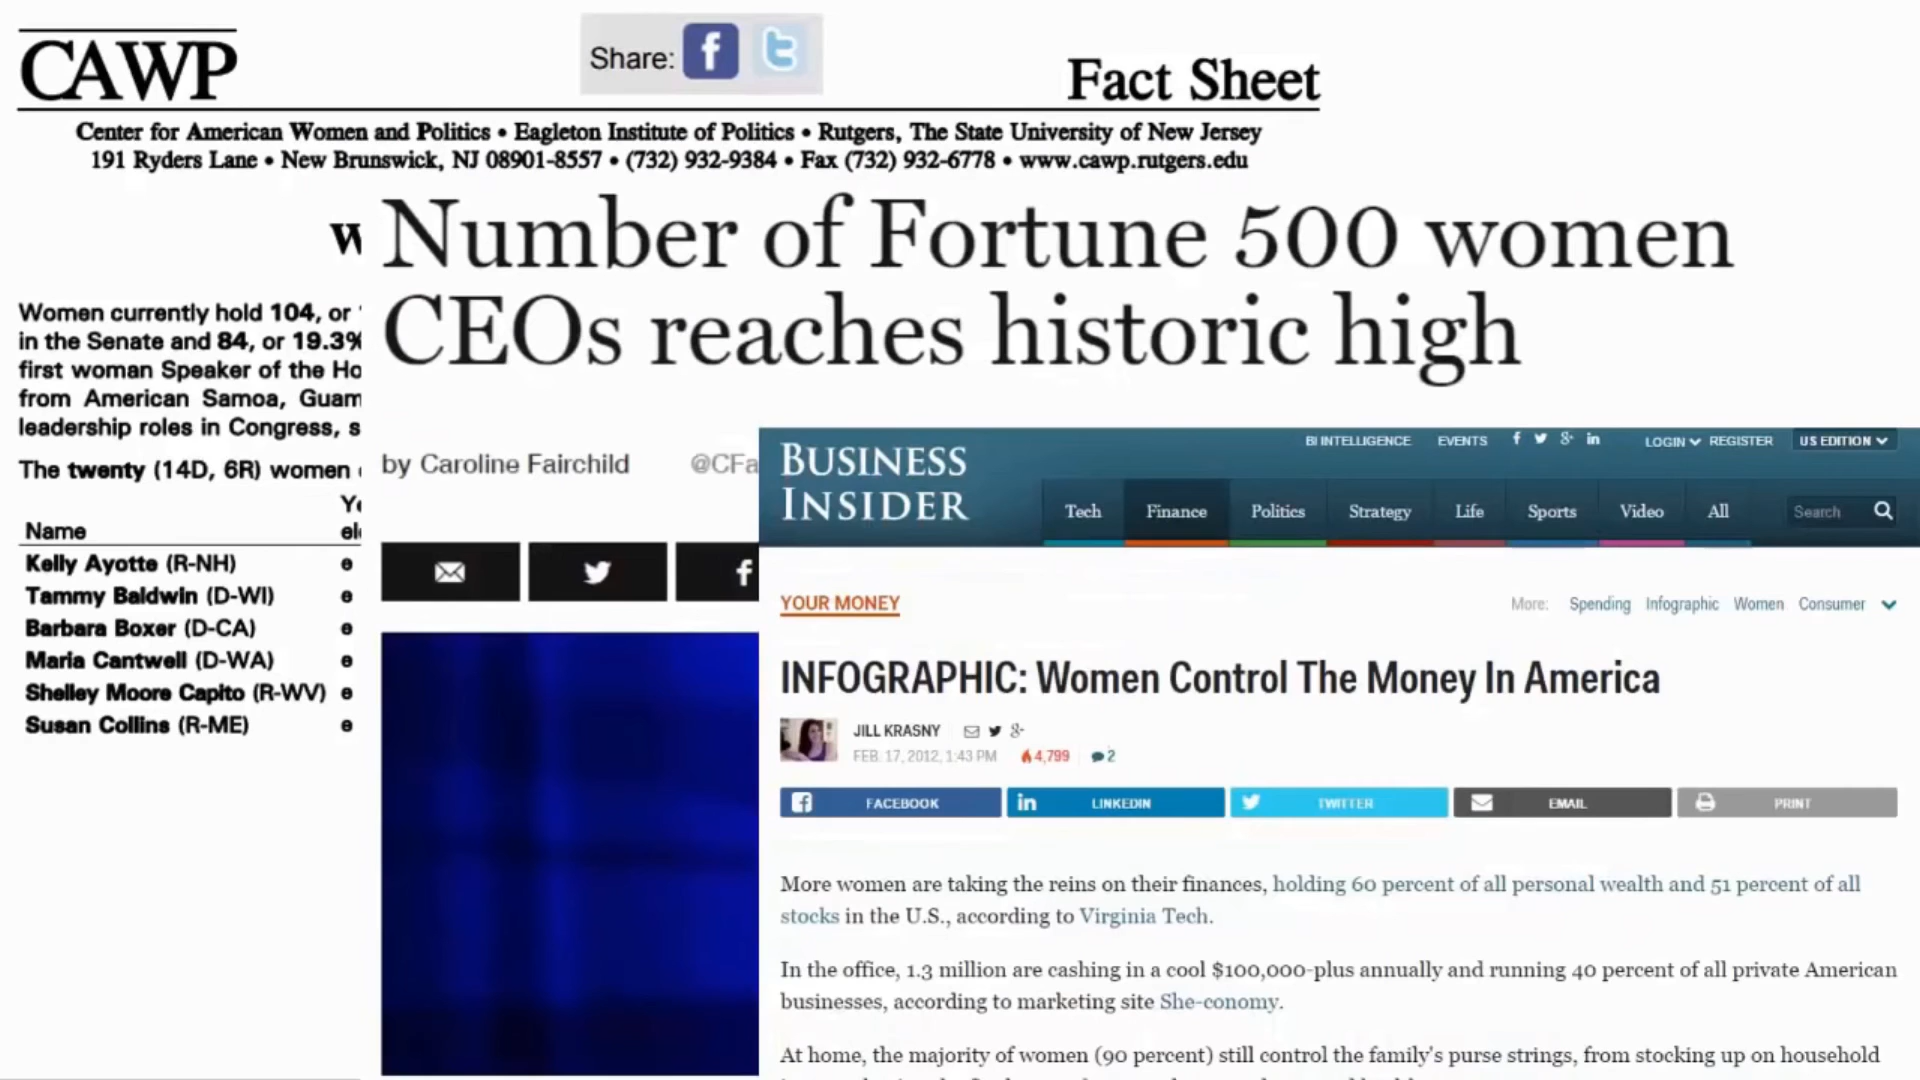 CAWP
Share:
Fact Sheet
Center for American Women and Politics • Eagleton Institute of Politics • Rutgers, The State University of New Jersey
191 Ryders Lane • New Brunswick, NJ 08901-8557 • (732) 932-9384 • Fax (732) 932-6778 • www.cawp.rutgers.edu
Women currently hold 104, or
in the Senate and 84, or 19.3%
first woman Speaker of the Ho
from American Samoa, Guam
leadership roles in Congress, s
The twenty (14D, 6R) women
Name
Kelly Ayotte (R-NH)
Tammy Baldwin (D-WI)
Barbara Boxer (D-CA)
Maria Cantwell (D-WA)
Shelley Moore Capito (R-WV)
Susan Collins (R-ME)
Number of Fortune 500 women
CEOs reaches historic high
by Caroline Fairchild @CFa
BUSINESS
INSIDER
BI INTELLIGENCE EVENTS LOGIN REGISTER US EDITION
Tech Finance Politics Strategy Life Sports Video All Search
YOUR MONEY
More: Spending Infographic Women Consumer
INFOGRAPHIC: Women Control The Money In America
JILL KRASNY
FEB. 17, 2012, 1:43 PM 4,799 2
FACEBOOK LINKEDIN TWITTER EMAIL PRINT
More women are taking the reins on their finances, holding 60 percent of all personal wealth and 51 percent of all
stocks in the U.S., according to Virginia Tech.
In the office, 1.3 million are cashing in a cool $100,000-plus annually and running 40 percent of all private American
businesses, according to marketing site She-conomy.
At home, the majority of women (90 percent) still control the family's purse strings, from stocking up on household